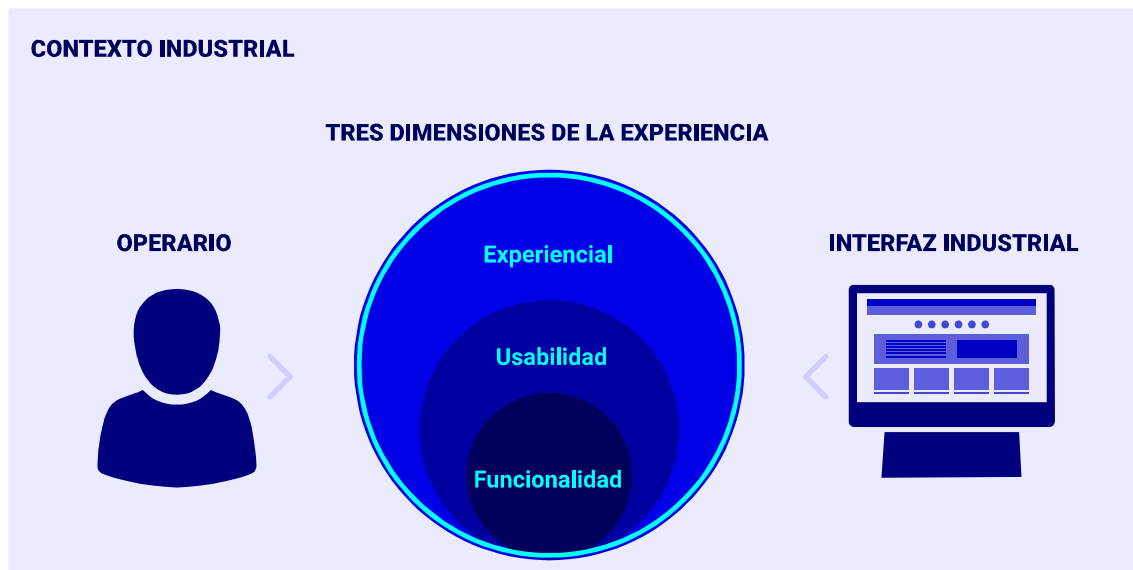 CONTEXTO INDUSTRIAL
TRES DIMENSIONES DE LA EXPERIENCIA
OPERARIO
Experiencial
INTERFAZ INDUSTRIAL
Usabilidad
Funcionalidad